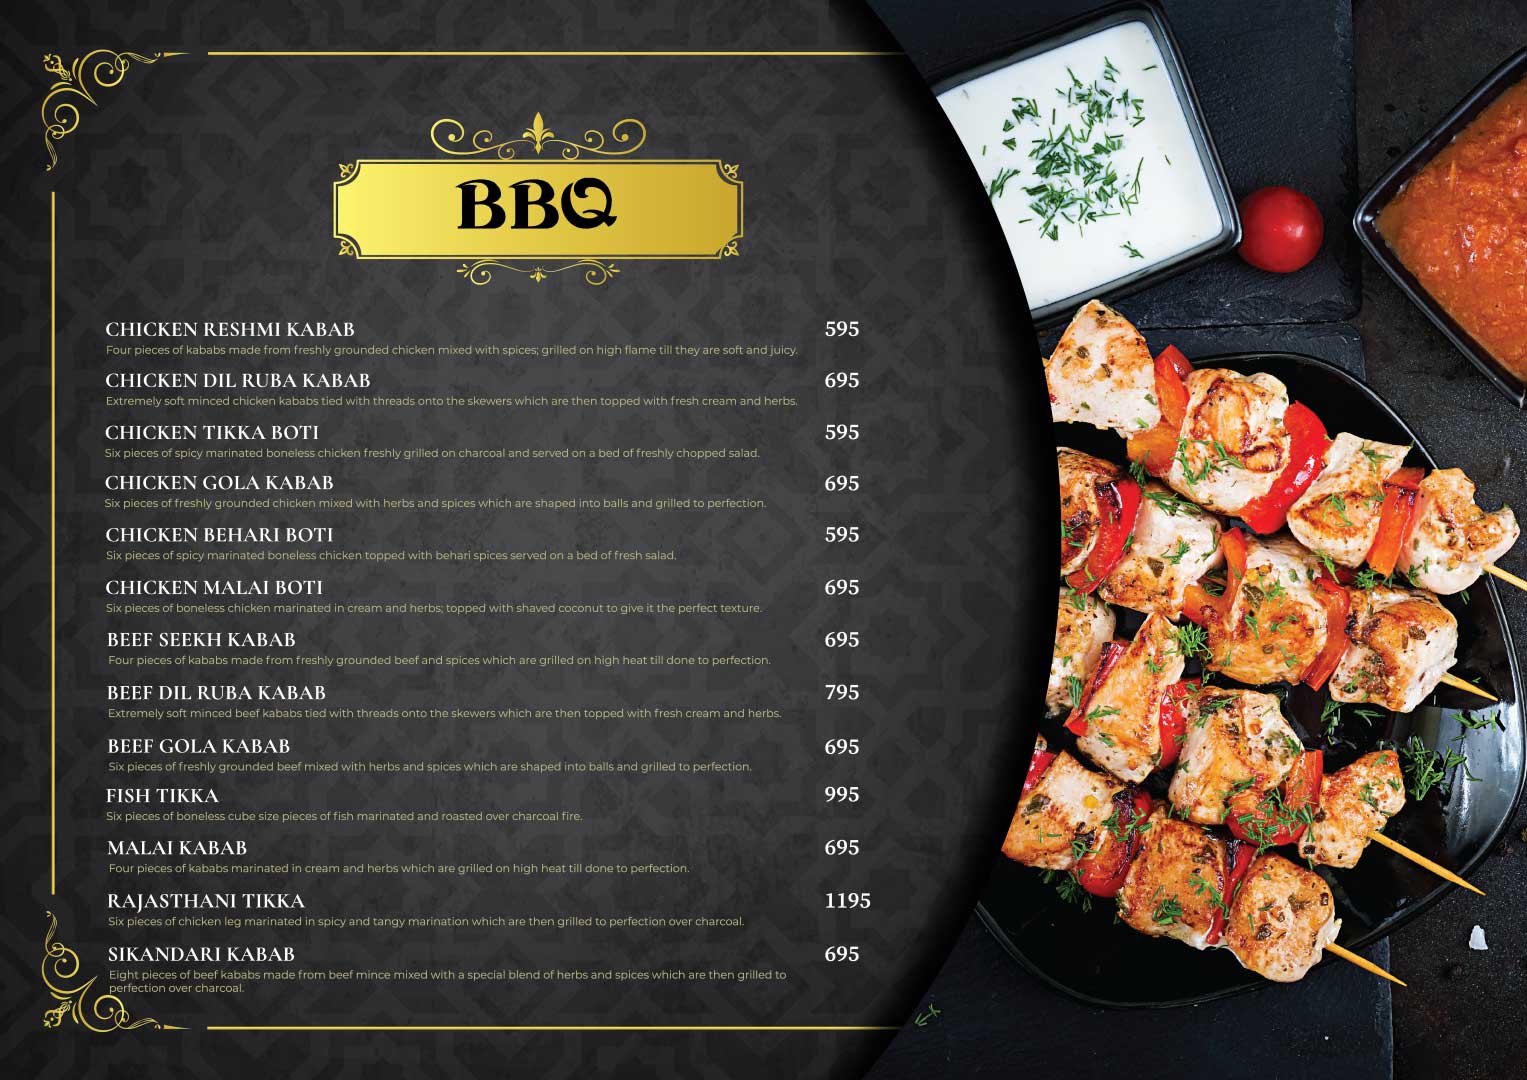 BBQ
CHICKEN RESHMI KABAB 595
Four pieces of kababs made from freshly grounded chicken mixed with spices; grilled on high flame till they are soft and juicy.
CHICKEN DIL RUBA KABAB 695
Extremely soft minced chicken kababs tied with threads onto the skewers which are then topped with fresh cream and herbs.
CHICKEN TIKKA BOTI 595
Six pieces of spicy marinated boneless chicken freshly grilled on charcoal and served on a bed of freshly chopped salad.
CHICKEN GOLA KABAB 695
Six pieces of freshly grounded chicken mixed with herbs and spices which are shaped into balls and grilled to perfection.
CHICKEN BEHARI BOTI 595
Six pieces of spicy marinated boneless chicken topped with behari spices served on a bed of fresh salad.
CHICKEN MALAI BOTI 695
Six pieces of boneless chicken marinated in cream and herbs; topped with shaved coconut to give it the perfect texture.
BEEF SEEKH KABAB 695
Four pieces of kababs made from freshly grounded beef and spices which are grilled on high heat till done to perfection.
BEEF DIL RUBA KABAB 795
Extremely soft minced beef kababs tied with threads onto the skewers which are then topped with fresh cream and herbs.
BEEF GOLA KABAB 695
Six pieces of freshly grounded beef mixed with herbs and spices which are shaped into balls and grilled to perfection.
FISH TIKKA 995
Six pieces of boneless cube size pieces of fish marinated and roasted over charcoal fire.
MALAI KABAB 695
Four pieces of kababs marinated in cream and herbs which are grilled on high heat till done to perfection.
RAJASTHANI TIKKA 1195
Six pieces of chicken leg marinated in spicy and tangy marination which are then grilled to perfection over charcoal.
SIKANDARI KABAB 695
Eight pieces of beef kababs made from beef mince mixed with a special blend of herbs and spices which are then grilled to
perfection over charcoal.